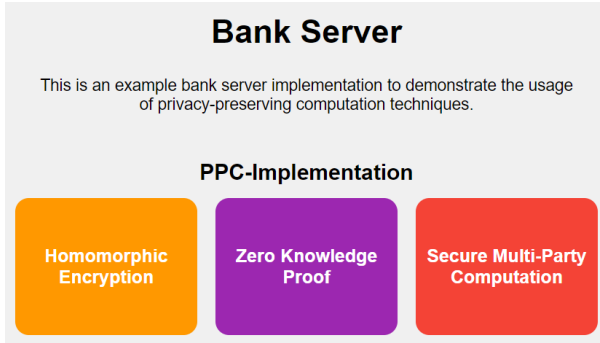 Bank Server
This is an example bank server implementation to demonstrate the usage
of privacy-preserving computation techniques.
PPC-Implementation
Homomorphic
Encryption
Zero Knowledge
Proof
Secure Multi-Party
Computation